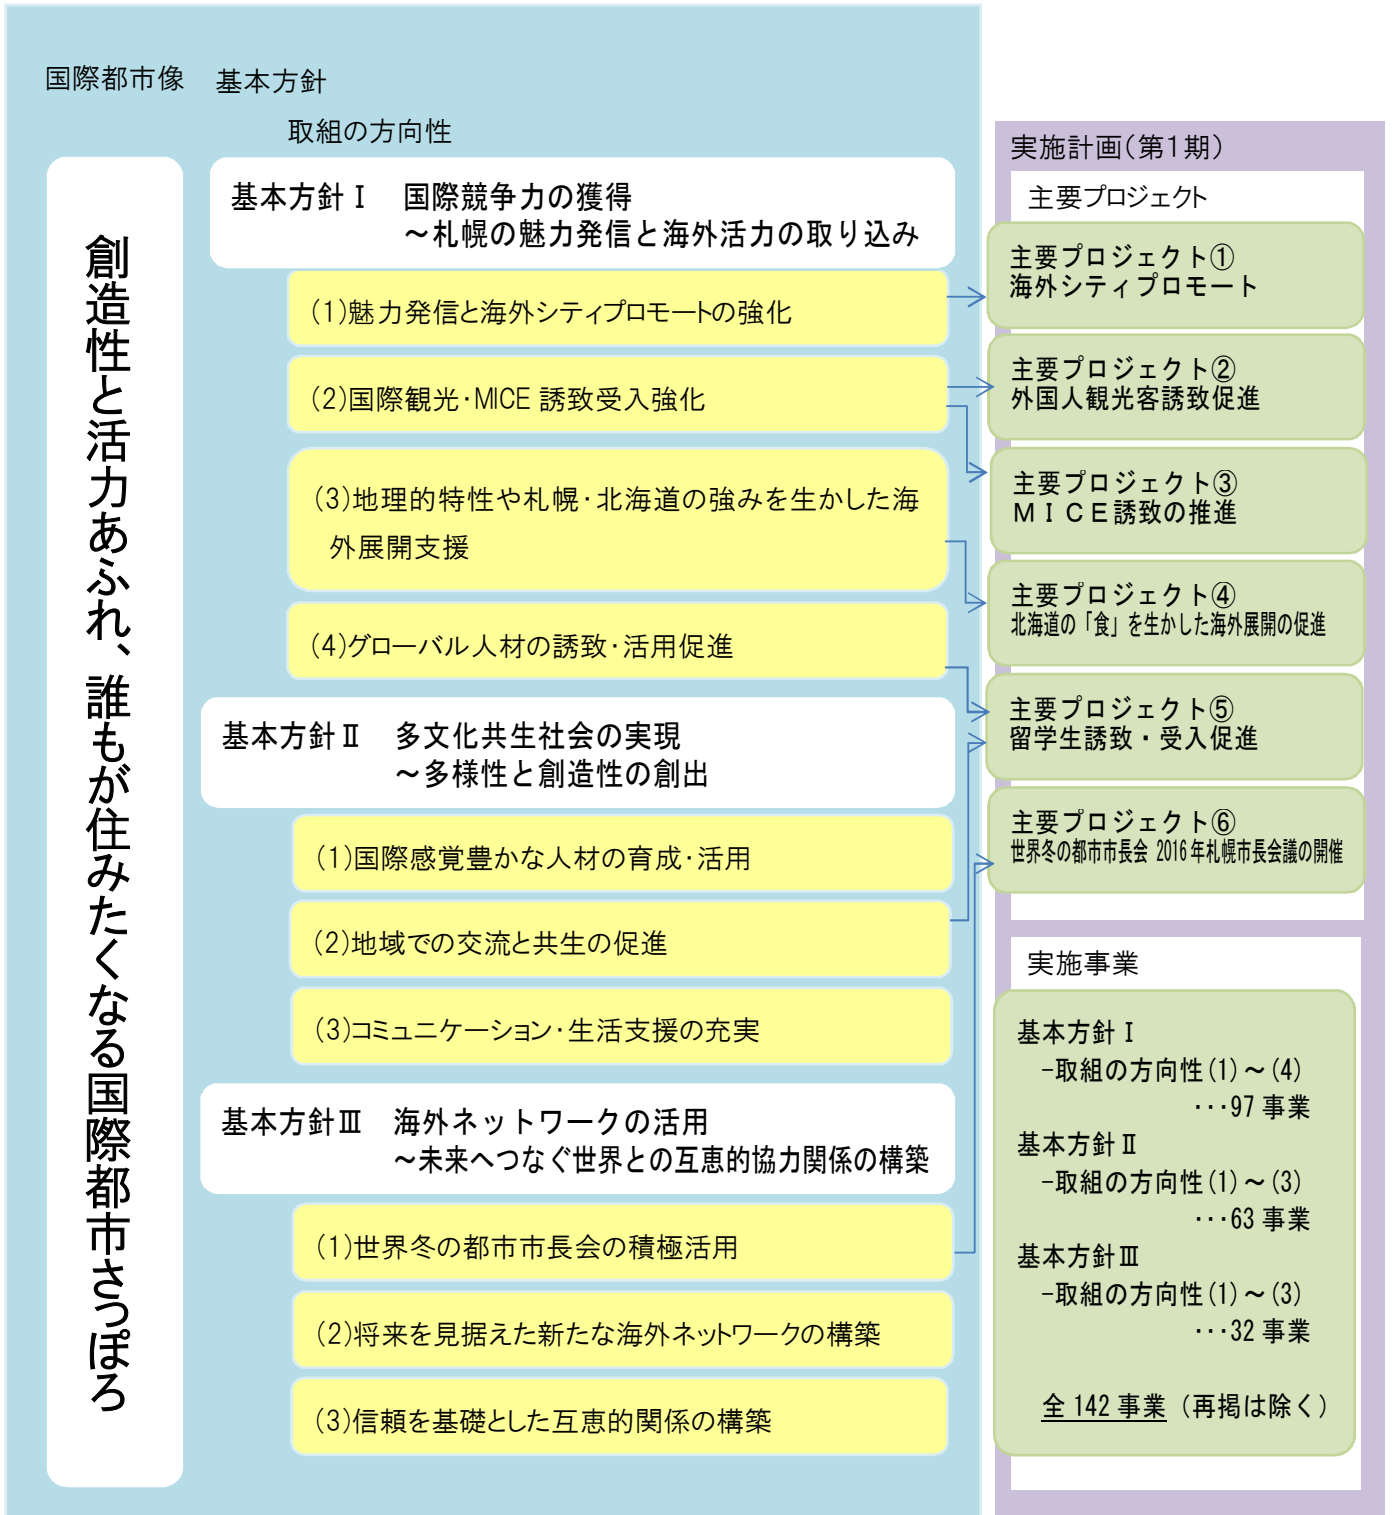 国際都市像
基本方針
取組の方向性
創造性と活力あふれ、誰もが住みたくなる国際都市さっぽろ
基本方針Ⅰ　国際競争力の獲得
～札幌の魅力発信と海外活力の取り込み
(1)魅力発信と海外シティプロモートの強化
(2)国際観光・MICE 誘致受入強化
(3)地理的特性や札幌・北海道の強みを生かした海
外展開支援
(4)グローバル人材の誘致・活用促進
基本方針Ⅱ　多文化共生社会の実現
～多様性と創造性の創出
(1)国際感覚豊かな人材の育成・活用
(2)地域での交流と共生の促進
(3)コミュニケーション・生活支援の充実
基本方針Ⅲ　海外ネットワークの活用
～未来へつなぐ世界との互恵的協力関係の構築
(1)世界冬の都市市長会の積極活用
(2)将来を見据えた新たな海外ネットワークの構築
(3)信頼を基礎とした互恵的関係の構築
実施計画(第1期)
主要プロジェクト
主要プロジェクト①
海外シティプロモート
主要プロジェクト②
外国人観光客誘致促進
主要プロジェクト③
ＭＩＣＥ誘致の推進
主要プロジェクト④
北海道の「食」を生かした海外展開の促進
主要プロジェクト⑤
留学生誘致・受入促進
主要プロジェクト⑥
世界冬の都市市長会 2016 年札幌市長会議の開催
実施事業
基本方針Ⅰ
-取組の方向性(1)～(4)
･･･97 事業
基本方針Ⅱ
-取組の方向性(1)～(3)
･･･63 事業
基本方針Ⅲ
-取組の方向性(1)～(3)
･･･32 事業
全 142 事業（再掲は除く）